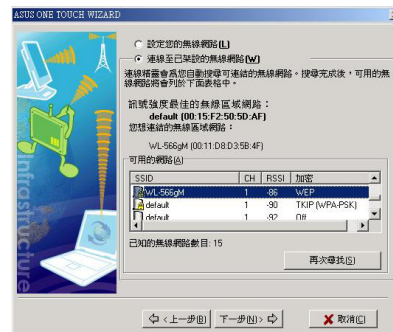 ASUS ONE TOUCH WIZARD
設定您的無線網路(L)
連線至已架設的無線網路(W)
連線精靈會為您自動搜尋可連結的無線網路。搜尋完成後，可用的無
線網路將會列於下面表格中。
訊號強度最佳的無線區域網路：
default (00:15:F2:50:5D:AF)
您想連結的無線區域網路：
WL-566gM (00:11:D8:D3:5B:4F)
可用的網路(A)
SSID CH RSSI 加密
WL-566gM 1 -86 WEP
default 1 -90 TKIP (WPA-PSK)
default 1 -92 Off
已知的無線網路數目: 15
再次尋找(S)
<上一步(B) 下一步(N)> 取消(C)
Infrastructure